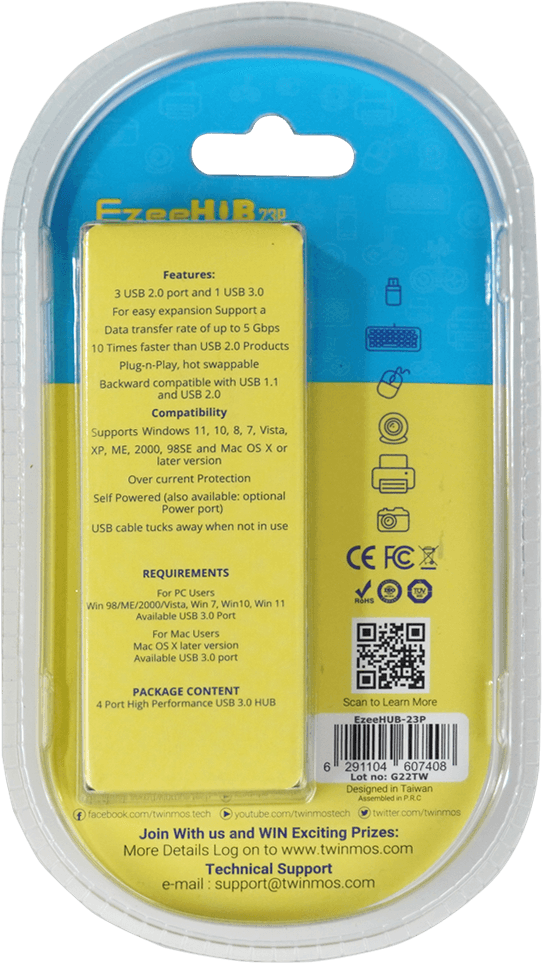 EzeeHUB 23P
Features:
3 USB 2.0 port and 1 USB 3.0
For easy expansion Support a
Data transfer rate of up to 5 Gbps
10 Times faster than USB 2.0 Products
Plug-n-Play, hot swappable
Backward compatible with USB 1.1
and USB 2.0
Compatibility
Supports Windows 11, 10, 8, 7, Vista,
XP, ME, 2000, 98SE and Mac OS X or
later version
Over current Protection
Self Powered (also available: optional
Power port)
USB cable tucks away when not in use
REQUIREMENTS
For PC Users
Win 98/ME/2000/Vista, Win 7, Win10, Win 11
Available USB 3.0 Port
For Mac Users
Mac OS X later version
Available USB 3.0 port
PACKAGE CONTENT
4 Port High Performance USB 3.0 HUB
CE FC
RoHS ISO TÜV
Scan to Learn More
EzeeHUB-23P
6 291104 607408
Lot no: G22TW
Designed in Taiwan
Assembled in P.R.C
facebook.com/twinmos.tech youtube.com/twinmostech twitter.com/twinmos
Join With us and WIN Exciting Prizes:
More Details Log on to www.twinmos.com
Technical Support
e-mail : support@twinmos.com